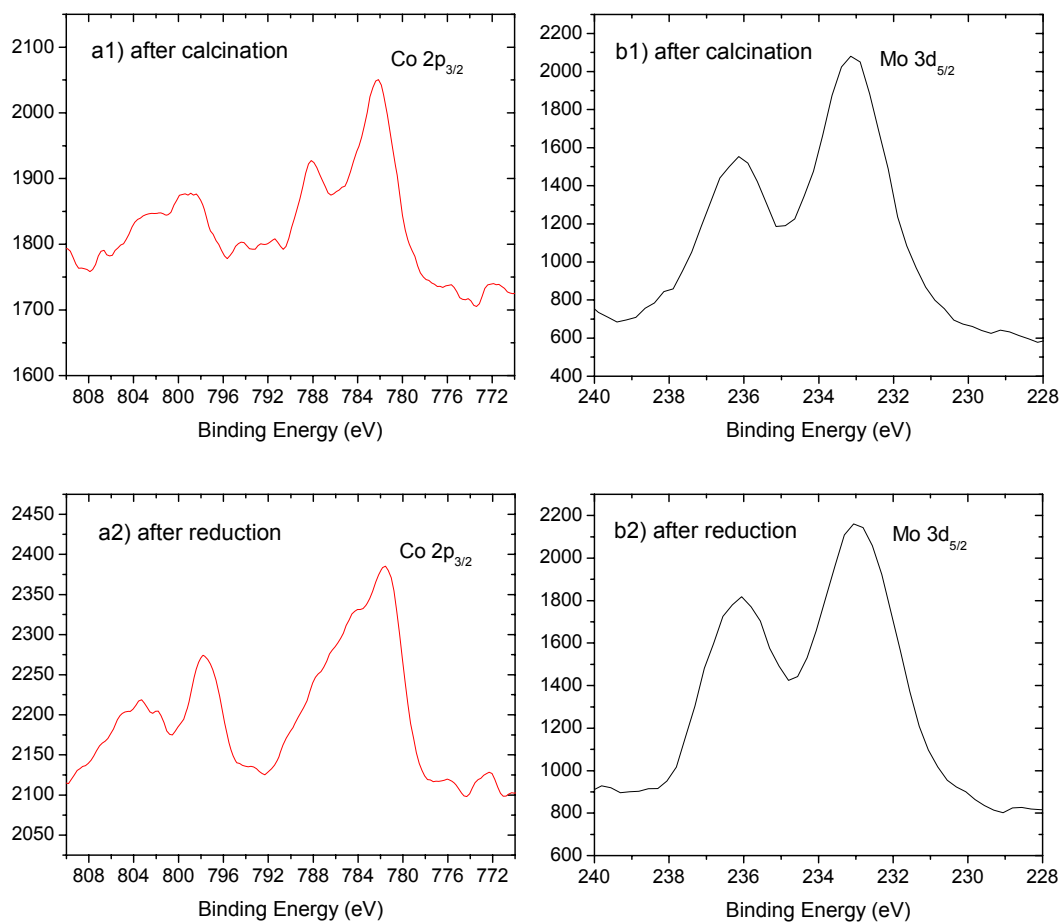 a1) after calcination
Co 2p3/2
2100
2000
1900
1800
1700
1600
808 804 800 796 792 788 784 780 776 772
Binding Energy (eV)
b1) after calcination
Mo 3d5/2
2200
2000
1800
1600
1400
1200
1000
800
600
400
240 238 236 234 233 232 230 228
Binding Energy (eV)
a2) after reduction
Co 2p3/2
2450
2400
2350
2300
2250
2200
2150
2100
2050
808 804 800 796 792 788 784 780 776 772
Binding Energy (eV)
b2) after reduction
Mo 3d5/2
2200
2000
1800
1600
1400
1200
1000
800
600
240 238 236 234 233 232 230 228
Binding Energy (eV)